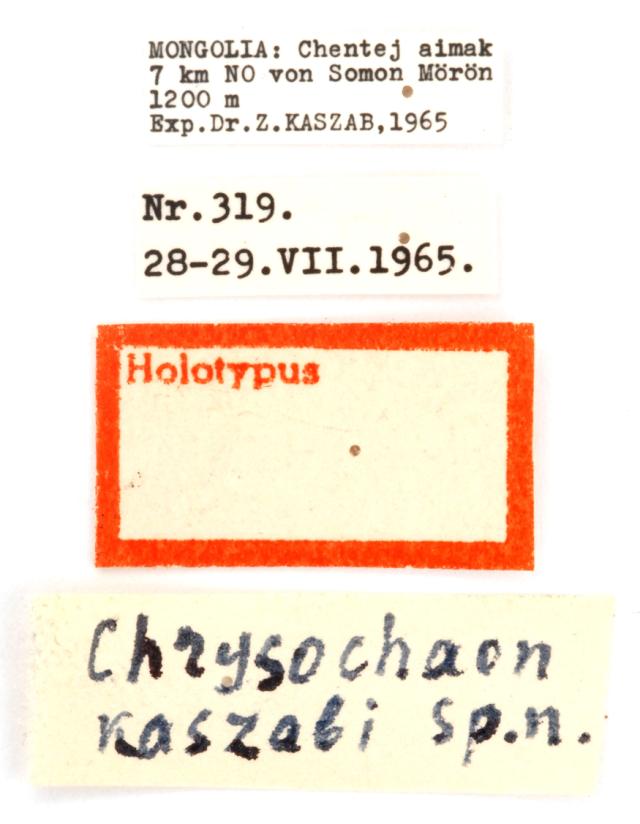 MONGOLIA: Chentej aimak
7 km NO von Somon Mörön
1200 m
Exp.Dr.Z.KASZAB,1965
Nr.319.
28-29.VII.1965.
Holotypus
Chrysochaon
kaszabi sp.n.